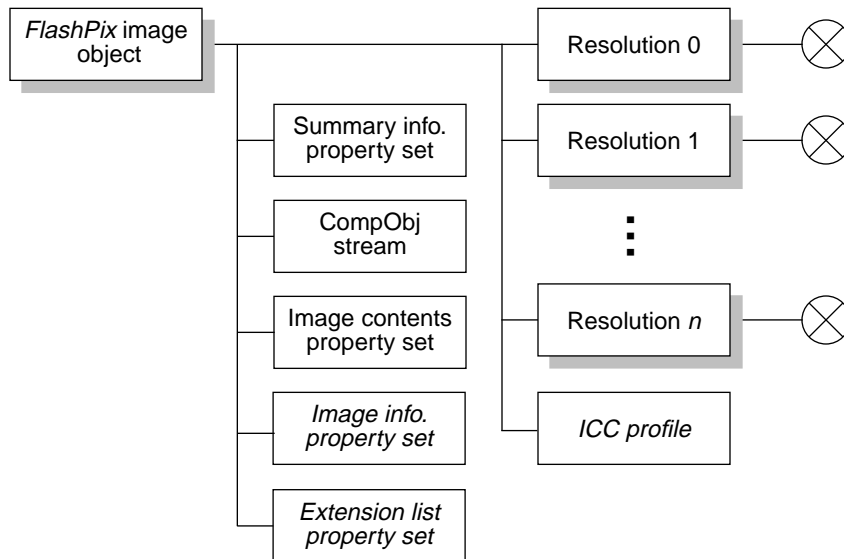 FlashPix image
object
Resolution 0
Summary info.
property set
Resolution 1
CompObj
stream
Image contents
property set
Resolution n
Image info.
property set
ICC profile
Extension list
property set